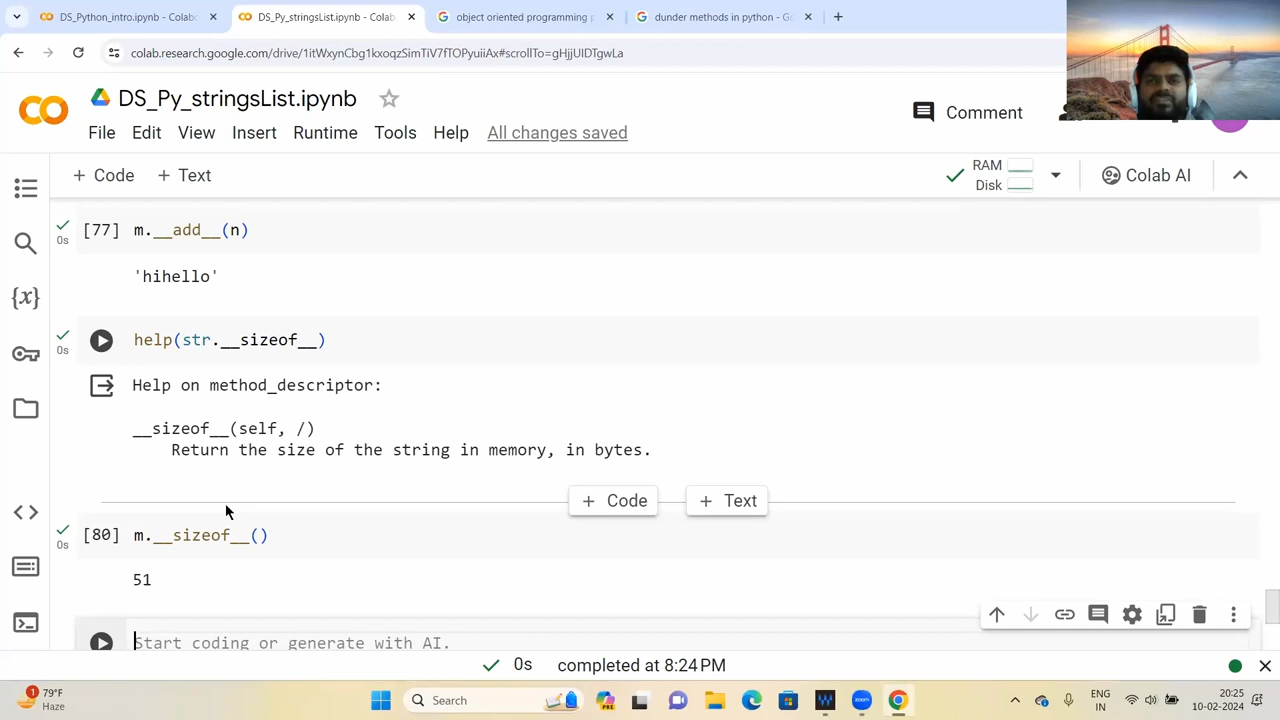 DS_Python_intro.ipynb - Colab
DS_Py_stringsList.ipynb - Colab
object oriented programming p
dunder methods in python - G
colab.research.google.com/drive/1itWxynCbg1kxoqzSimTiV7fTOPyuiiAx#scrollTo=gHjjUIDTgwLa
DS_Py_stringsList.ipynb
Comment
File Edit View Insert Runtime Tools Help All changes saved
+ Code + Text
RAM
Disk
Colab AI
[77] m.__add__(n)
0s
'hihello'
help(str.__sizeof__)
0s
Help on method_descriptor:
__sizeof__(self, /)
Return the size of the string in memory, in bytes.
+ Code + Text
[80] m.__sizeof__()
0s
51
{x}
Start coding or generate with AI.
0s completed at 8:24 PM
1
79°F
Haze
Search
PRE
W
zoom
ENG
IN
20:25
10-02-2024